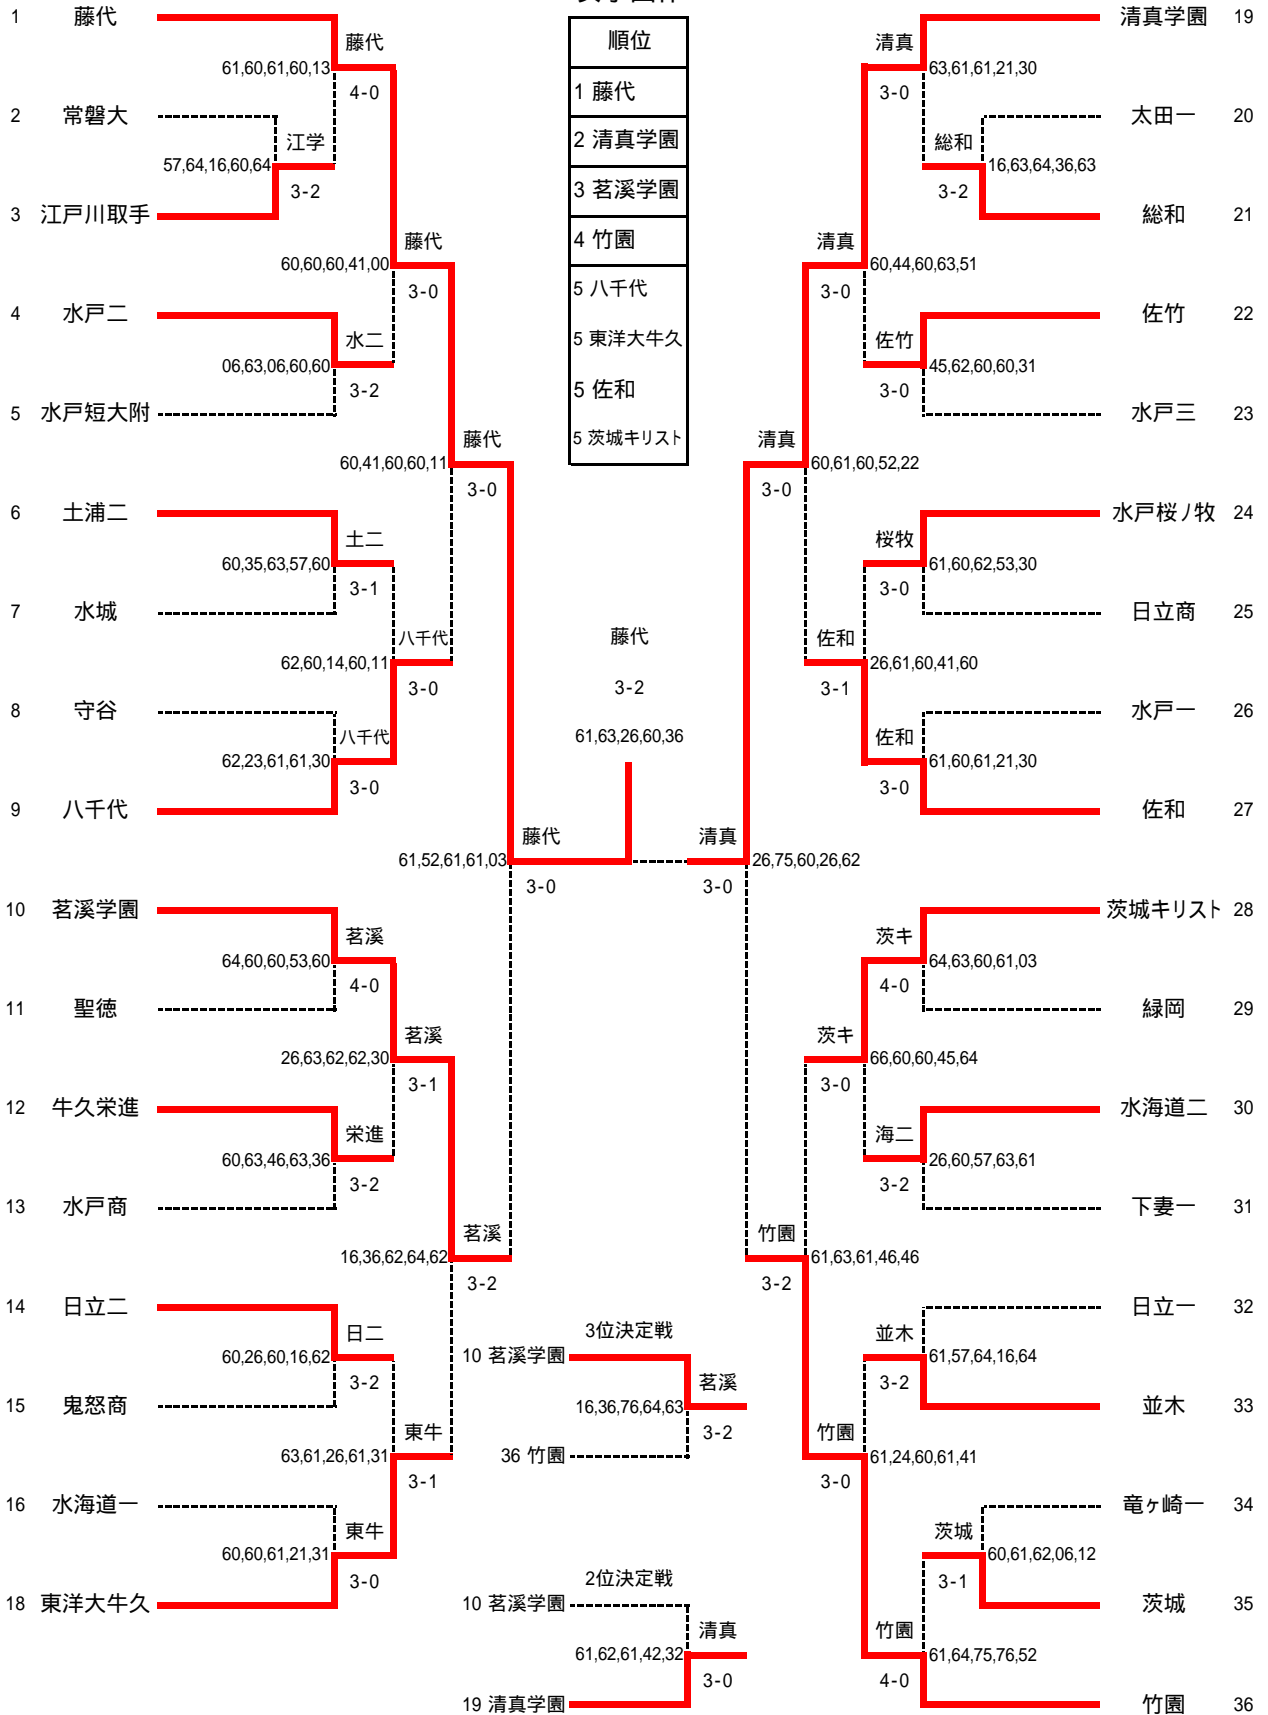 順位
1 藤代
2 清真学園
3 茗溪学園
4 竹園
5 八千代
5 東洋大牛久
5 佐和
5 茨城キリスト
1 藤代
藤代
61,60,61,60,13
4-0
2 常磐大
江学
57,64,16,60,64
3-2
3 江戸川取手
藤代
60,60,60,41,00
3-0
4 水戸二
水二
06,63,06,60,60
3-2
5 水戸短大附
藤代
60,41,60,60,11
3-0
6 土浦二
土二
60,35,63,57,60
3-1
7 水城
八千代
62,60,14,60,11
3-0
8 守谷
八千代
62,23,61,61,30
3-0
9 八千代
藤代
61,52,61,61,03
3-0
10 茗溪学園
茗溪
64,60,60,53,60
4-0
11 聖徳
茗溪
26,63,62,62,30
3-1
12 牛久栄進
栄進
60,63,46,63,36
3-2
13 水戸商
茗溪
16,36,62,64,62
3-2
14 日立二
日二
60,26,60,16,62
3-2
15 鬼怒商
東牛
63,61,26,61,31
3-1
16 水海道一
東牛
60,60,61,21,31
3-0
18 東洋大牛久
藤代
3-2
61,63,26,60,36
清真学園 19
清真
63,61,61,21,30
3-0
太田一 20
総和
16,63,64,36,63
3-2
総和 21
清真
60,44,60,63,51
3-0
佐竹 22
佐竹
45,62,60,60,31
3-0
水戸三 23
清真
60,61,60,52,22
3-0
水戸桜ノ牧 24
桜牧
61,60,62,53,30
3-0
日立商 25
佐和
26,61,60,41,60
3-1
水戸一 26
佐和
61,60,61,21,30
3-0
佐和 27
清真
26,75,60,26,62
3-0
茨城キリスト 28
茨キ
64,63,60,61,03
4-0
緑岡 29
茨キ
66,60,60,45,64
3-0
水海道二 30
海二
26,60,57,63,61
3-2
下妻一 31
竹園
61,63,61,46,46
3-2
日立一 32
並木
61,57,64,16,64
3-2
並木 33
竹園
61,24,60,61,41
3-0
竜ヶ崎一 34
茨城
60,61,62,06,12
3-1
茨城 35
竹園
61,64,75,76,52
4-0
竹園 36
3位決定戦
10 茗溪学園
茗溪
16,36,76,64,63
3-2
36 竹園
2位決定戦
10 茗溪学園
清真
61,62,61,42,32
3-0
19 清真学園